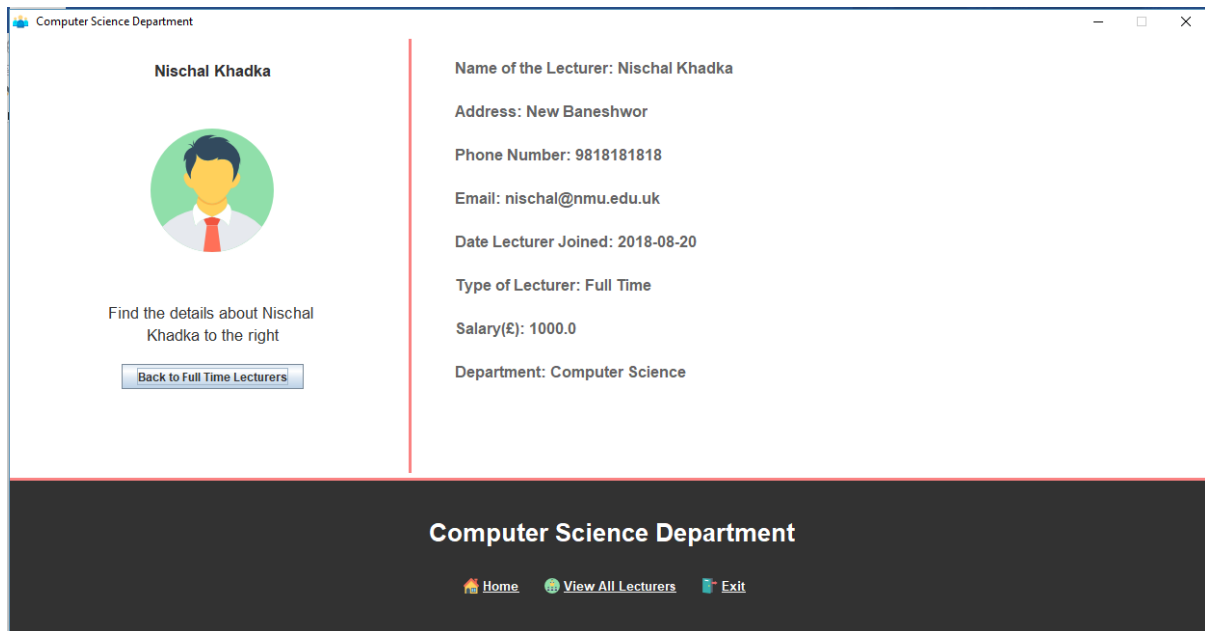 Computer Science Department
Nischal Khadka
Find the details about Nischal
Khadka to the right
Back to Full Time Lecturers
Name of the Lecturer: Nischal Khadka
Address: New Baneshwor
Phone Number: 9818181818
Email: nischal@nmu.edu.uk
Date Lecturer Joined: 2018-08-20
Type of Lecturer: Full Time
Salary(£): 1000.0
Department: Computer Science
Computer Science Department
Home View All Lecturers Exit